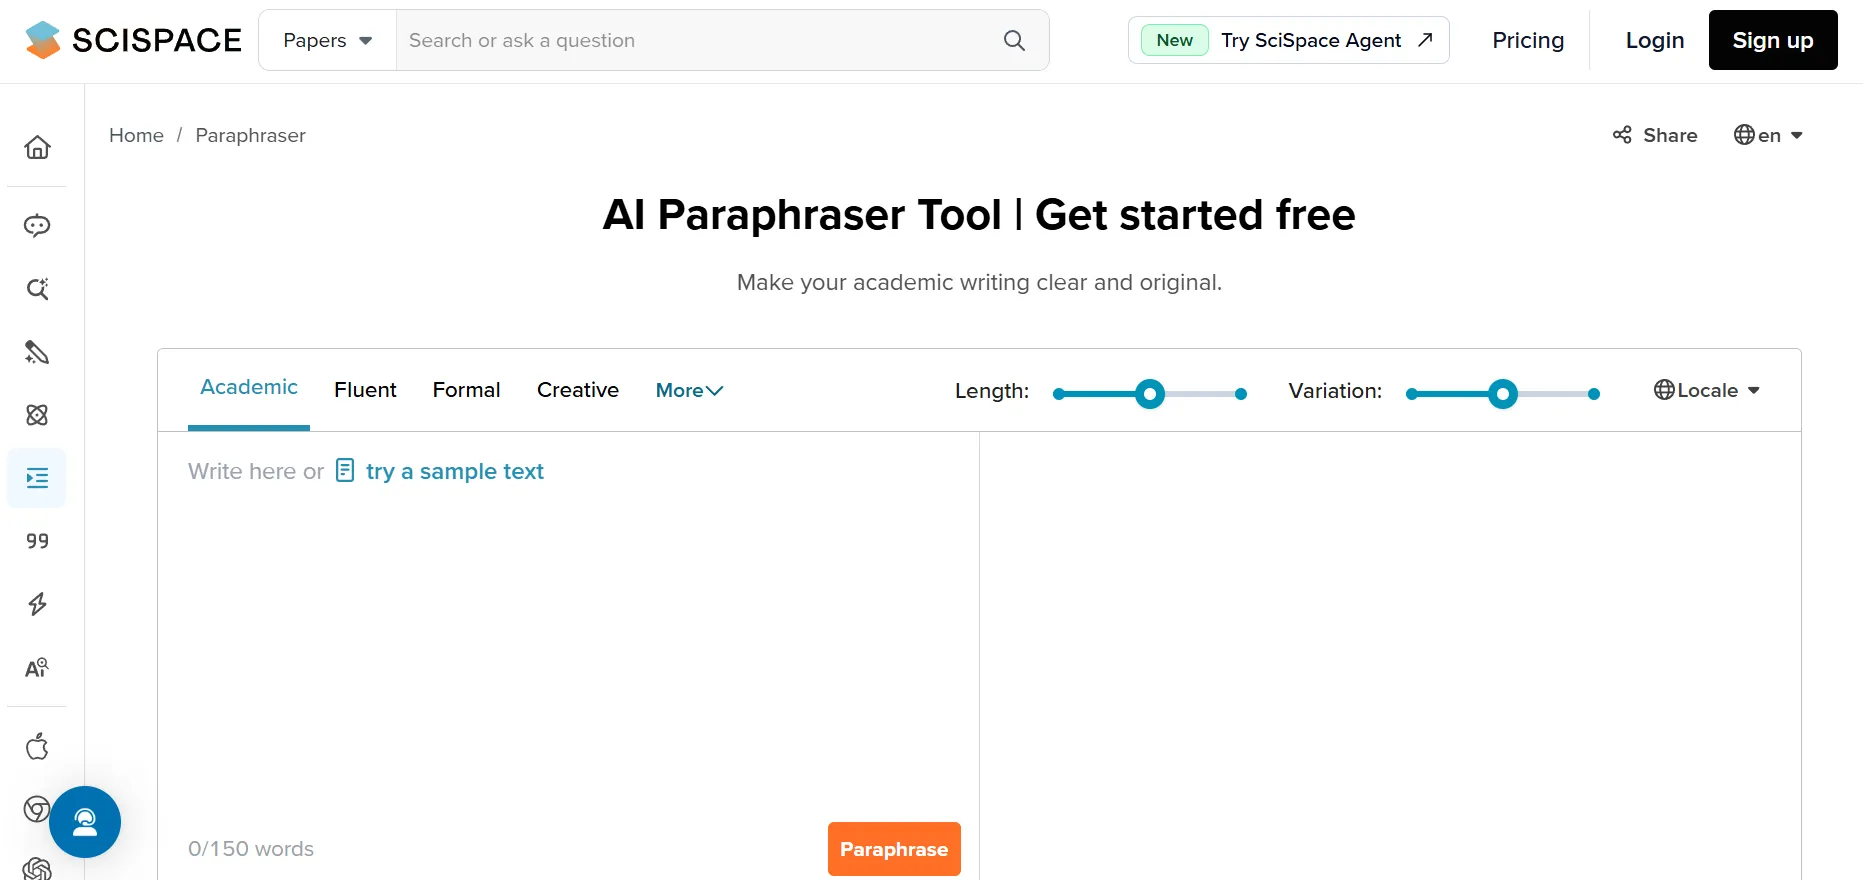 SCISPACE
Papers
Search or ask a question
New Try SciSpace Agent
Pricing
Login
Sign up
Home / Paraphraser
Share
en
AI Paraphraser Tool | Get started free
Make your academic writing clear and original.
Academic Fluent Formal Creative More
Length:
Variation:
Locale
Write here or try a sample text
Ai
0/150 words
Paraphrase